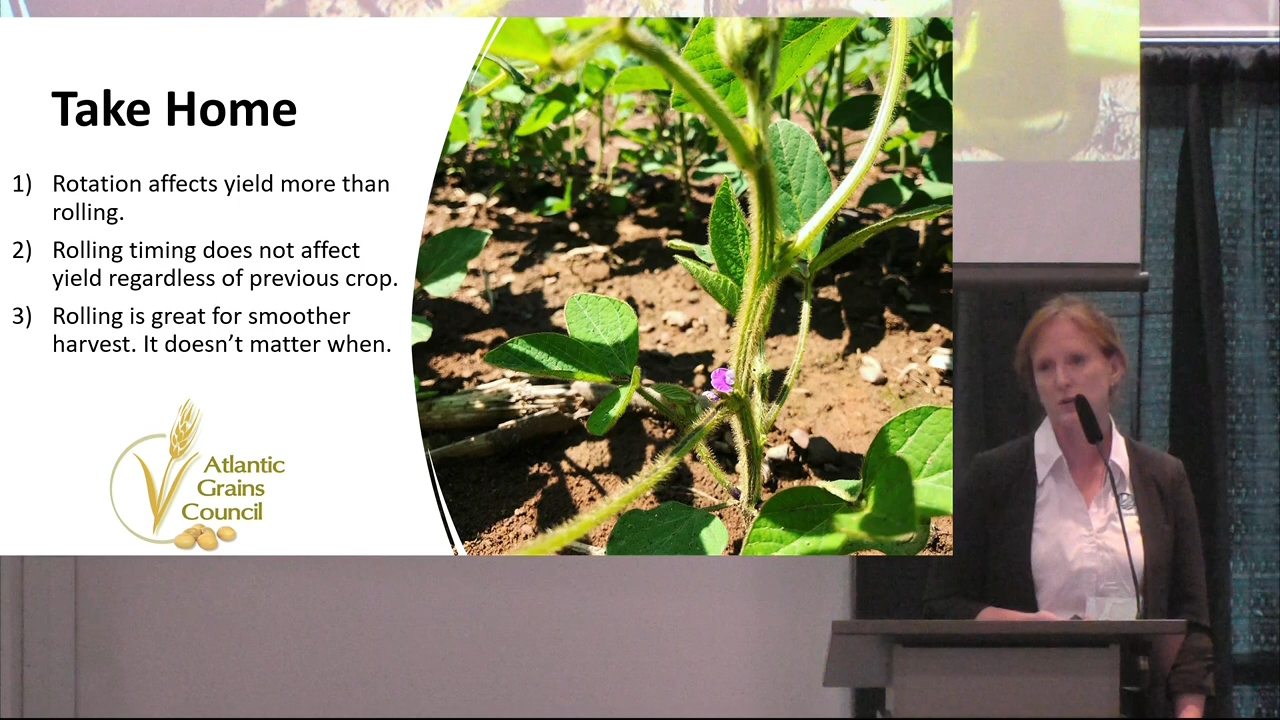 Take Home
1) Rotation affects yield more than
rolling.
2) Rolling timing does not affect
yield regardless of previous crop.
3) Rolling is great for smoother
harvest. It doesn’t matter when.
Atlantic
Grains
Council